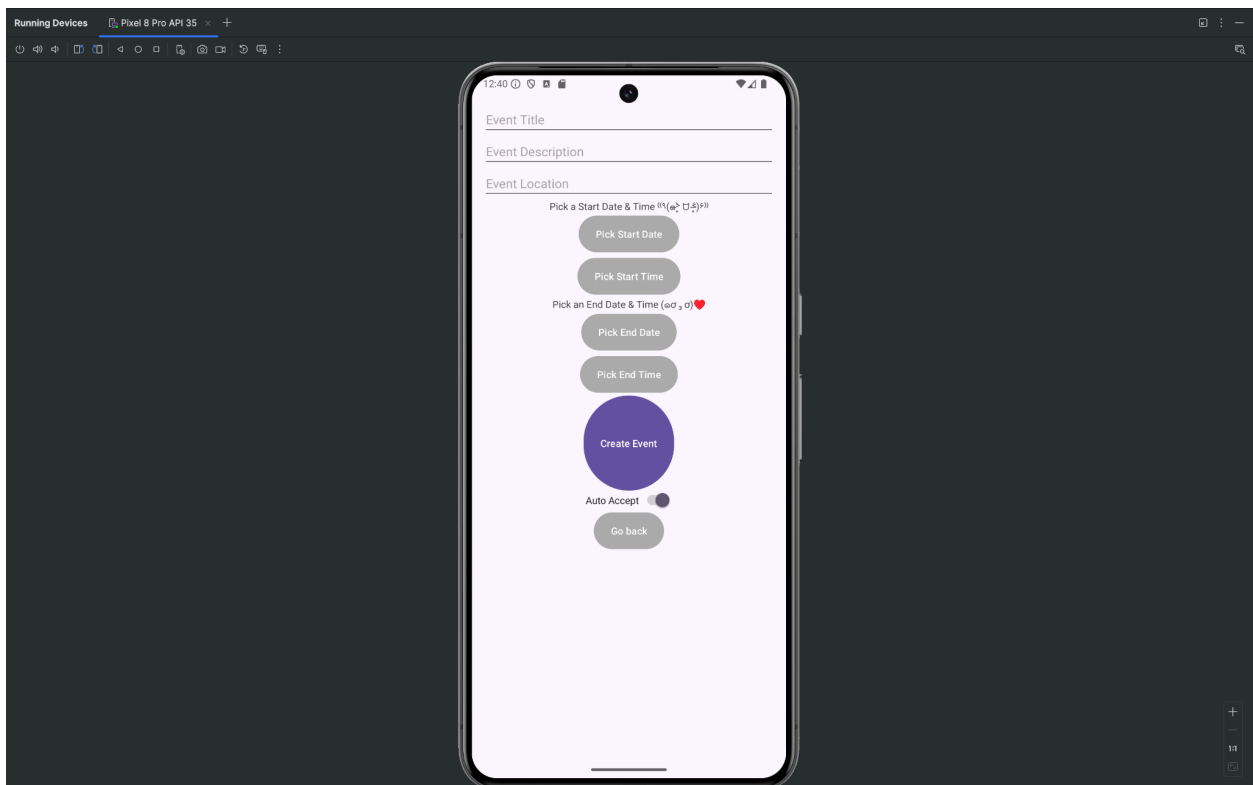 Running Devices
Pixel 8 Pro API 35
12:40
Event Title
Event Description
Event Location
Pick a Start Date & Time
Pick Start Date
Pick Start Time
Pick an End Date & Time
Pick End Date
Pick End Time
Create Event
Auto Accept
Go back
1:1